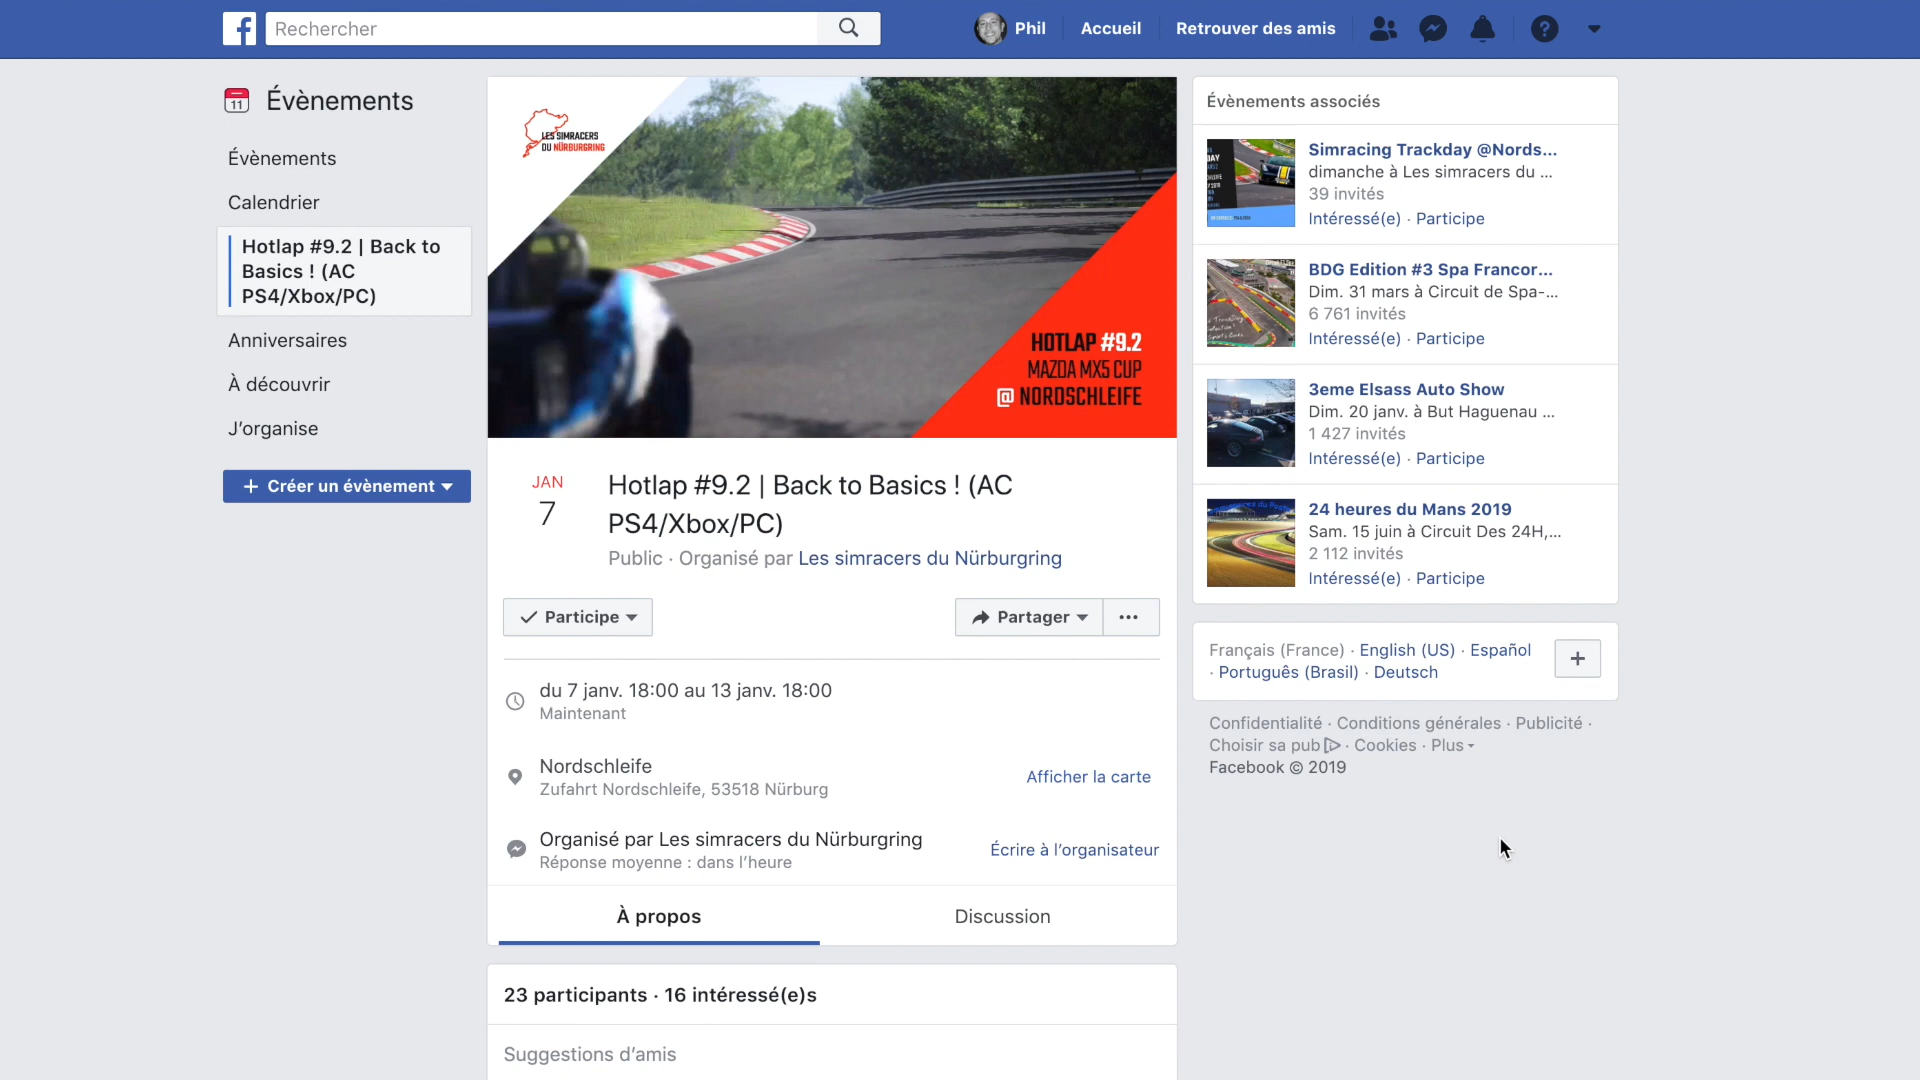 Rechercher
Phil
Accueil
Retrouver des amis
11
Évènements
Évènements
Calendrier
Hotlap #9.2 | Back to
Basics ! (AC
PS4/Xbox/PC)
Anniversaires
À découvrir
J'organise
+ Créer un évènement
LES SIMRACERS
DU NÜRBURGRING
HOTLAP #9.2
MAZDA MX5 CUP
@ NORDSCHLEIFE
JAN
7
Hotlap #9.2 | Back to Basics ! (AC
PS4/Xbox/PC)
Public · Organisé par Les simracers du Nürburgring
Participe
Partager
du 7 janv. 18:00 au 13 janv. 18:00
Maintenant
Nordschleife
Zufahrt Nordschleife, 53518 Nürburg
Afficher la carte
Organisé par Les simracers du Nürburgring
Réponse moyenne : dans l'heure
Écrire à l'organisateur
À propos
Discussion
23 participants · 16 intéressé(e)s
Suggestions d'amis
Évènements associés
Simracing Trackday @Nords...
dimanche à Les simracers du ...
39 invités
Intéressé(e) · Participe
BDG Edition #3 Spa Francor...
Dim. 31 mars à Circuit de Spa-...
6 761 invités
Intéressé(e) · Participe
3eme Elsass Auto Show
Dim. 20 janv. à But Haguenau ...
1 427 invités
Intéressé(e) · Participe
24 heures du Mans 2019
Sam. 15 juin à Circuit Des 24H,...
2 112 invités
Intéressé(e) · Participe
Français (France) · English (US) · Español
· Português (Brasil) · Deutsch
Confidentialité · Conditions générales · Publicité ·
Choisir sa pub · Cookies · Plus
Facebook © 2019